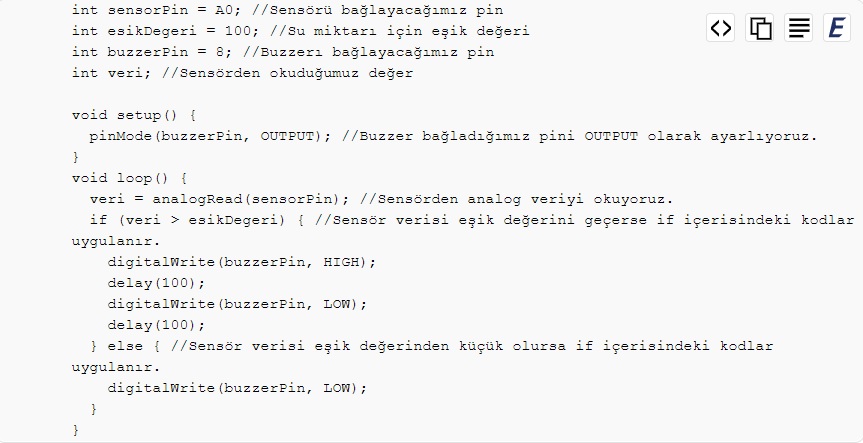 int sensorPin = A0; //Sensörü bağlayacağımız pin
int esikDegeri = 100; //Su miktarı için eşik değeri
int buzzerPin = 8; //Buzzerı bağlayacağımız pin
int veri; //Sensörden okuduğumuz değer

void setup() {
  pinMode(buzzerPin, OUTPUT); //Buzzer bağladığımız pini OUTPUT olarak ayarlıyoruz.
}
void loop() {
  veri = analogRead(sensorPin); //Sensörden analog veriyi okuyoruz.
  if (veri > esikDegeri) { //Sensör verisi eşik değerini geçerse if içerisindeki kodlar
uygulanır.
    digitalWrite(buzzerPin, HIGH);
    delay(100);
    digitalWrite(buzzerPin, LOW);
    delay(100);
  } else { //Sensör verisi eşik değerinden küçük olursa if içerisindeki kodlar
uygulanır.
    digitalWrite(buzzerPin, LOW);
  }
}